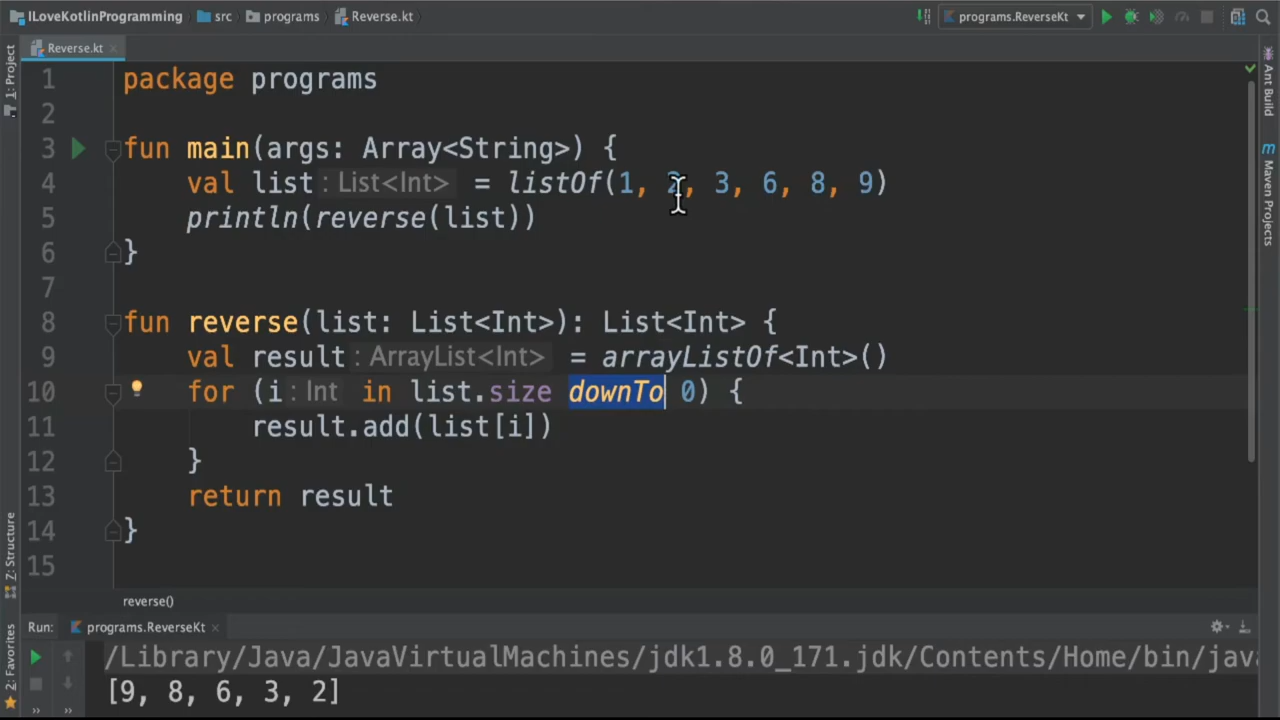 ILoveKotlinProgramming src programs Reverse.kt programs.ReverseKt
Reverse.kt
1 package programs
2
3 fun main(args: Array<String>) {
4 val list : List<Int> = listOf(1, 2, 3, 6, 8, 9)
5 println(reverse(list))
6 }
7
8 fun reverse(list: List<Int>): List<Int> {
9 val result : ArrayList<Int> = arrayListOf<Int>()
10 for (i : Int in list.size downTo 0) {
11 result.add(list[i])
12 }
13 return result
14 }
15
reverse()
Run: programs.ReverseKt
/Library/Java/JavaVirtualMachines/jdk1.8.0_171.jdk/Contents/Home/bin/java
[9, 8, 6, 3, 2]
1: Project
Z: Structure
2: Favorites
Ant Build
Maven Projects